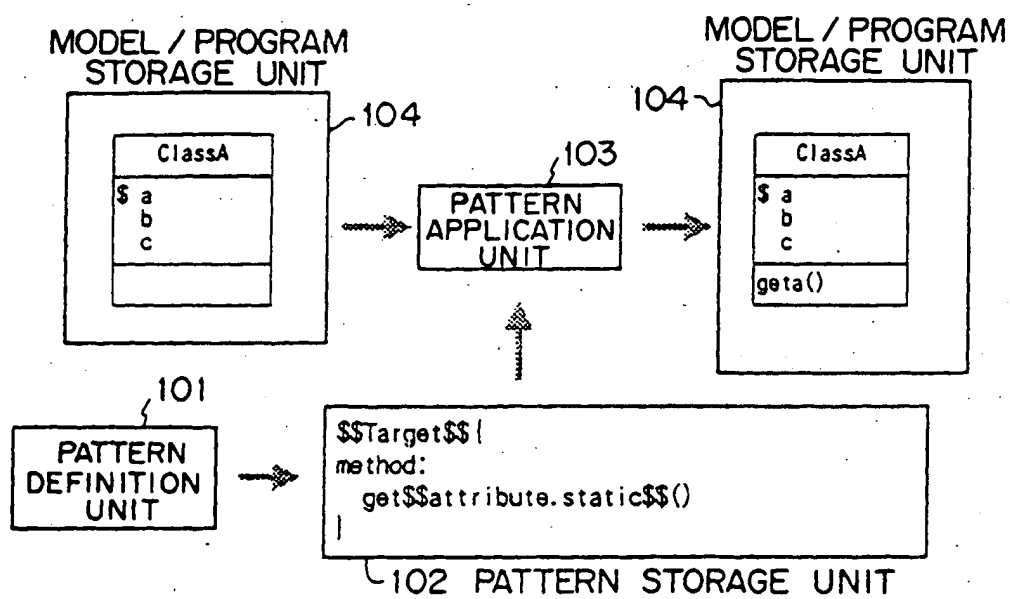 MODEL / PROGRAM
STORAGE UNIT
104
ClassA
$ a
b
c
103
PATTERN
APPLICATION
UNIT
MODEL / PROGRAM
STORAGE UNIT
104
ClassA
$ a
b
c
geta()
101
PATTERN
DEFINITION
UNIT
$$Target$${
method:
get$$attribute.static$$()
}
102 PATTERN STORAGE UNIT